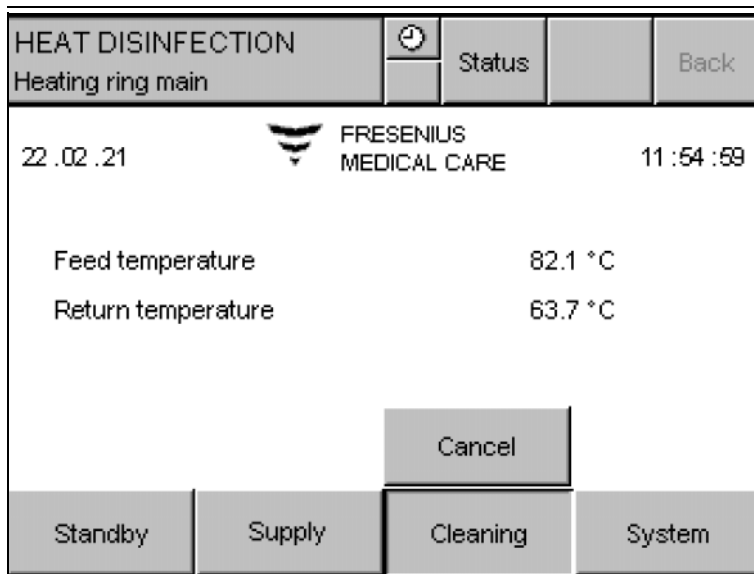 HEAT DISINFECTION
Heating ring main
Status
Back
22 .02 .21
FRESENIUS
MEDICAL CARE
11 :54 :59
Feed temperature 82.1 °C
Return temperature 63.7 °C
Cancel
Standby Supply Cleaning System